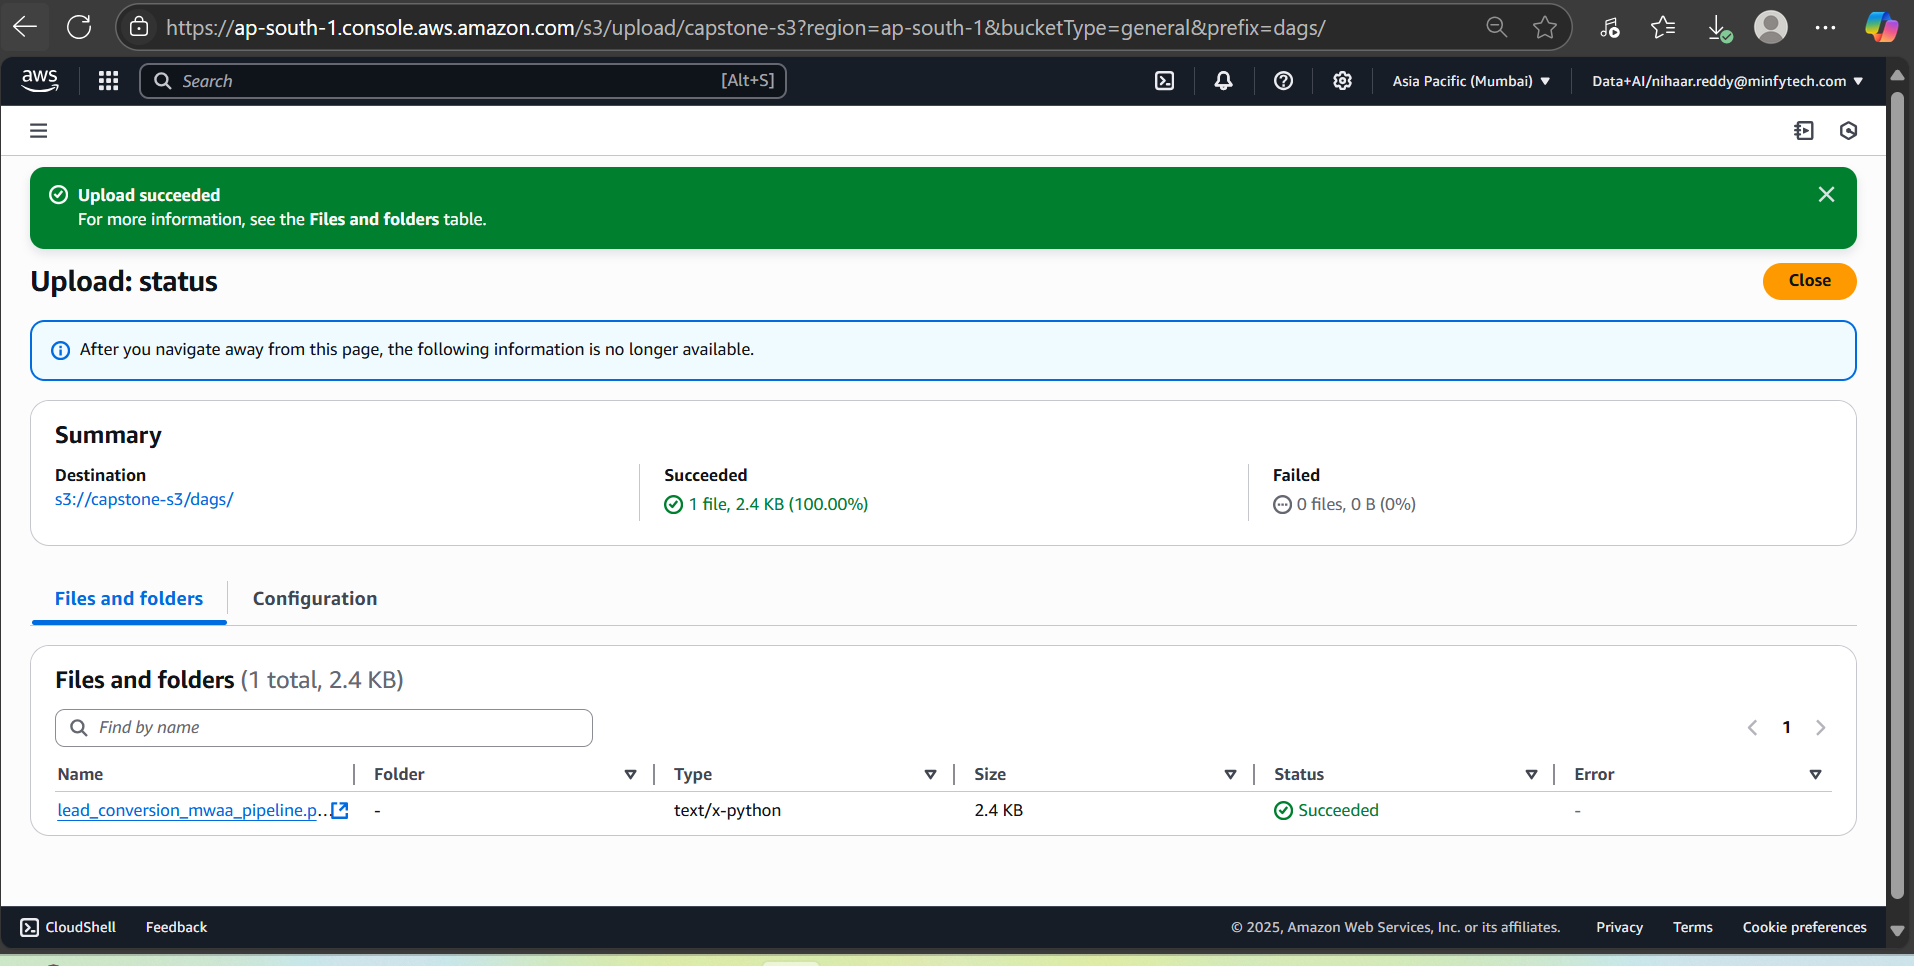 https://ap-south-1.console.aws.amazon.com/s3/upload/capstone-s3?region=ap-south-1&bucketType=general&prefix=dags/
aws
Search [Alt+S]
Asia Pacific (Mumbai)
Data+AI/nihaar.reddy@minfytech.com
Upload succeeded
For more information, see the Files and folders table.
Upload: status
Close
After you navigate away from this page, the following information is no longer available.
Summary
Destination
s3://capstone-s3/dags/
Succeeded
1 file, 2.4 KB (100.00%)
Failed
0 files, 0 B (0%)
Files and folders
Configuration
Files and folders (1 total, 2.4 KB)
Find by name
1
Name Folder Type Size Status Error
lead_conversion_mwaa_pipeline.p... - text/x-python 2.4 KB Succeeded -
CloudShell Feedback © 2025, Amazon Web Services, Inc. or its affiliates. Privacy Terms Cookie preferences